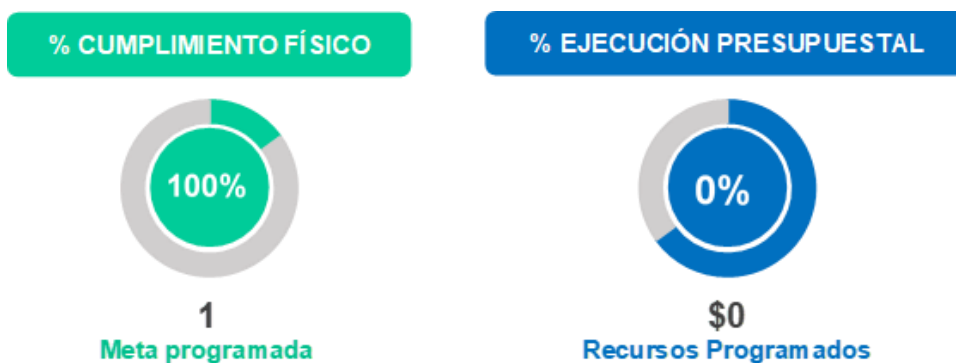 % CUMPLIMIENTO FÍSICO
% EJECUCIÓN PRESUPUESTAL
100%
0%
1
Meta programada
$0
Recursos Programados